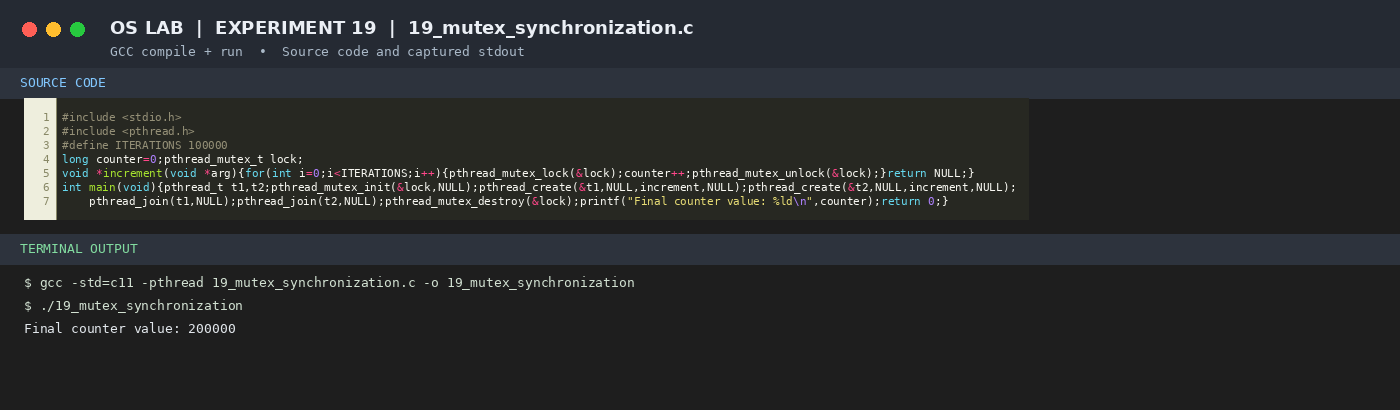 OS LAB | EXPERIMENT 19 | 19_mutex_synchronization.c
GCC compile + run • Source code and captured stdout
SOURCE CODE
1 #include <stdio.h>
2 #include <pthread.h>
3 #define ITERATIONS 100000
4 long counter=0;pthread_mutex_t lock;
5 void *increment(void *arg){for(int i=0;i<ITERATIONS;i++){pthread_mutex_lock(&lock);counter++;pthread_mutex_unlock(&lock);}return NULL;}
6 int main(void){pthread_t t1,t2;pthread_mutex_init(&lock,NULL);pthread_create(&t1,NULL,increment,NULL);pthread_create(&t2,NULL,increment,NULL);
7     pthread_join(t1,NULL);pthread_join(t2,NULL);pthread_mutex_destroy(&lock);printf("Final counter value: %ld\n",counter);return 0;}
TERMINAL OUTPUT
$ gcc -std=c11 -pthread 19_mutex_synchronization.c -o 19_mutex_synchronization
$ ./19_mutex_synchronization
Final counter value: 200000